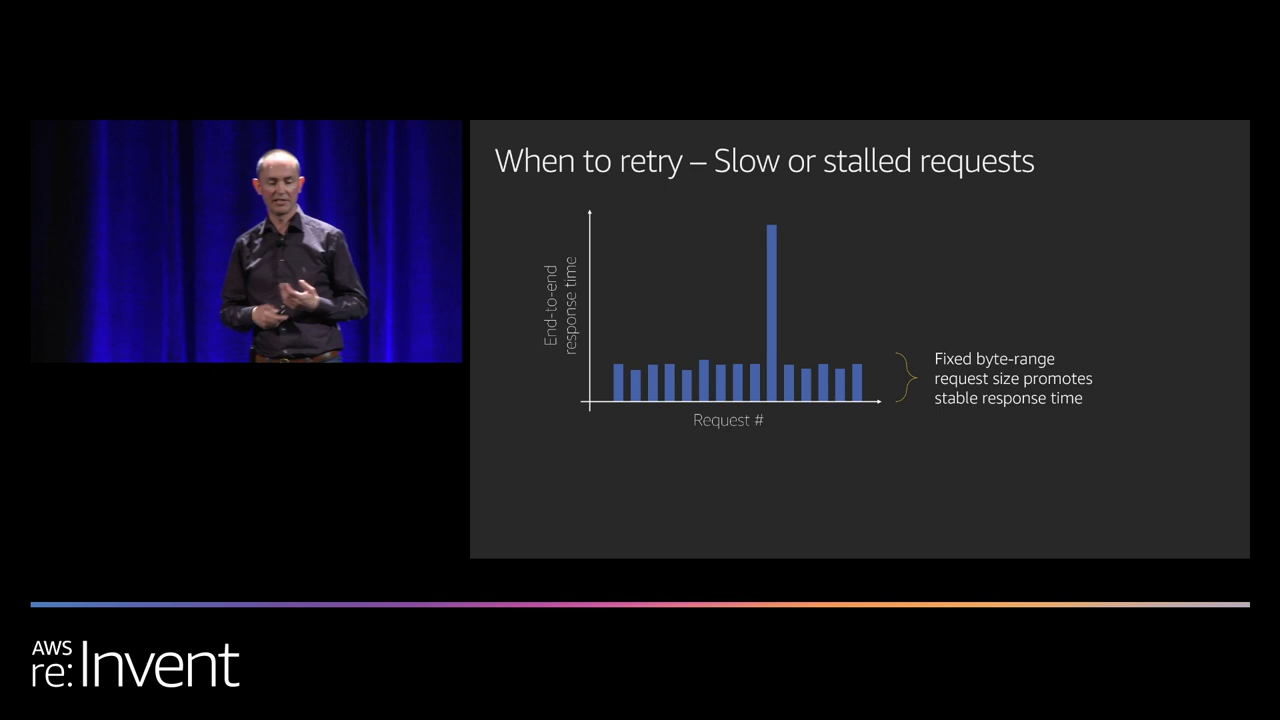 When to retry – Slow or stalled requests
End-to-end
response time
Fixed byte-range
request size promotes
stable response time
Request #
AWS
re:Invent